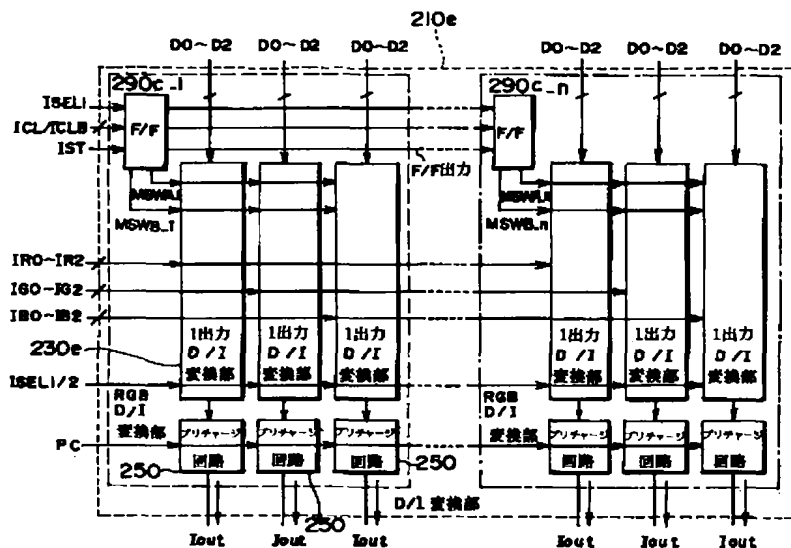 210e
D0～D2 D0～D2 D0～D2 D0～D2 D0～D2 D0～D2
290c_1 290c_n
ISEL1
F/F F/F
ICL/ICLB
IST
F/F出力
MSWA_n
MSWB_1 MSWB_n
IR0～IR2
IG0～IG2
IB0～IB2
1出力 1出力 1出力 1出力 1出力 1出力
D/I D/I D/I D/I D/I D/I
変換部 変換部 変換部 変換部 変換部 変換部
230e
ISEL1/2
RGB RGB
D/I D/I
変換部 変換部
PC
プリチャージ プリチャージ プリチャージ プリチャージ プリチャージ プリチャージ
回路 回路 回路 回路 回路 回路
250 250 250
D/I変換部
Iout Iout Iout Iout Iout Iout